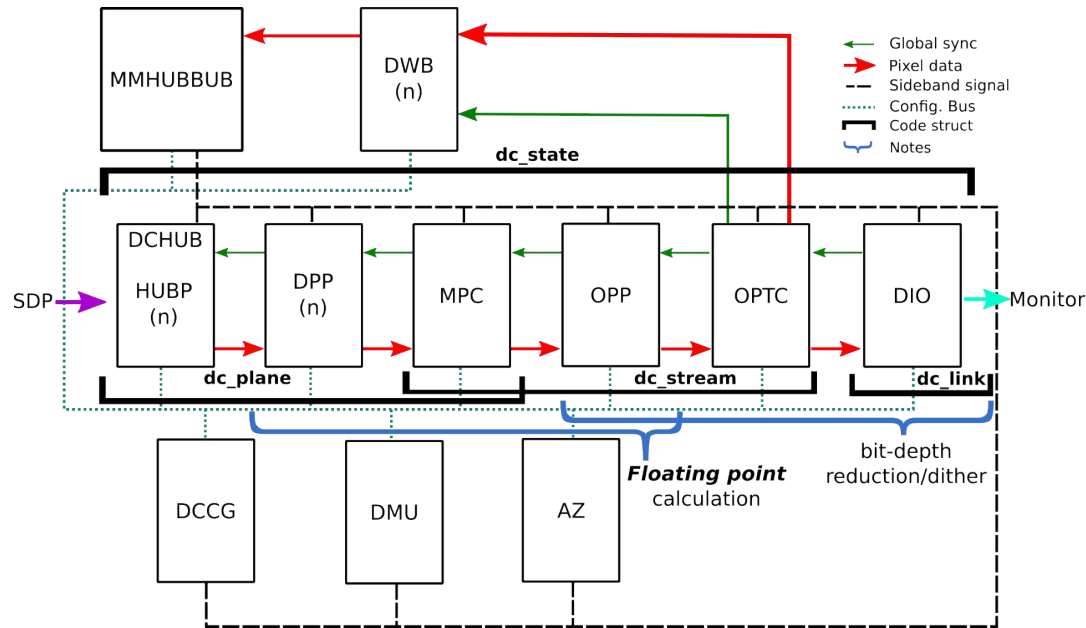 MMHUBBUB
DWB
(n)
Global sync
Pixel data
Sideband signal
Config. Bus
Code struct
Notes
dc_state
SDP
DCHUB
HUBP
(n)
DPP
(n)
MPC
OPP
OPTC
DIO
Monitor
dc_plane
dc_stream
dc_link
Floating point
calculation
bit-depth
reduction/dither
DCCG
DMU
AZ